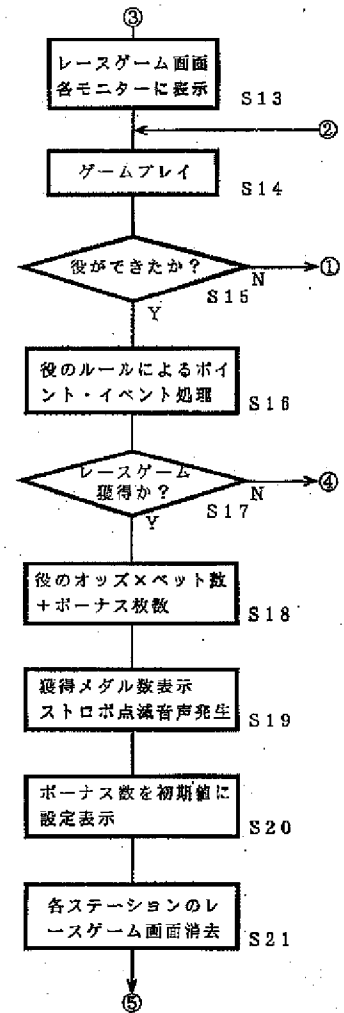 ③
レースゲーム画面
各モニターに表示
S13
②
ゲームプレイ
S14
役ができたか？
N
①
S15
Y
役のルールによるポイ
ント・イベント処理
S16
レースゲーム
獲得か？
N
④
S17
Y
役のオッズ×ベット数
＋ボーナス枚数
S18
獲得メダル数表示
ストロボ点滅音声発生
S19
ボーナス数を初期値に
設定表示
S20
各ステーションのレ
ースゲーム画面消去
S21
⑤